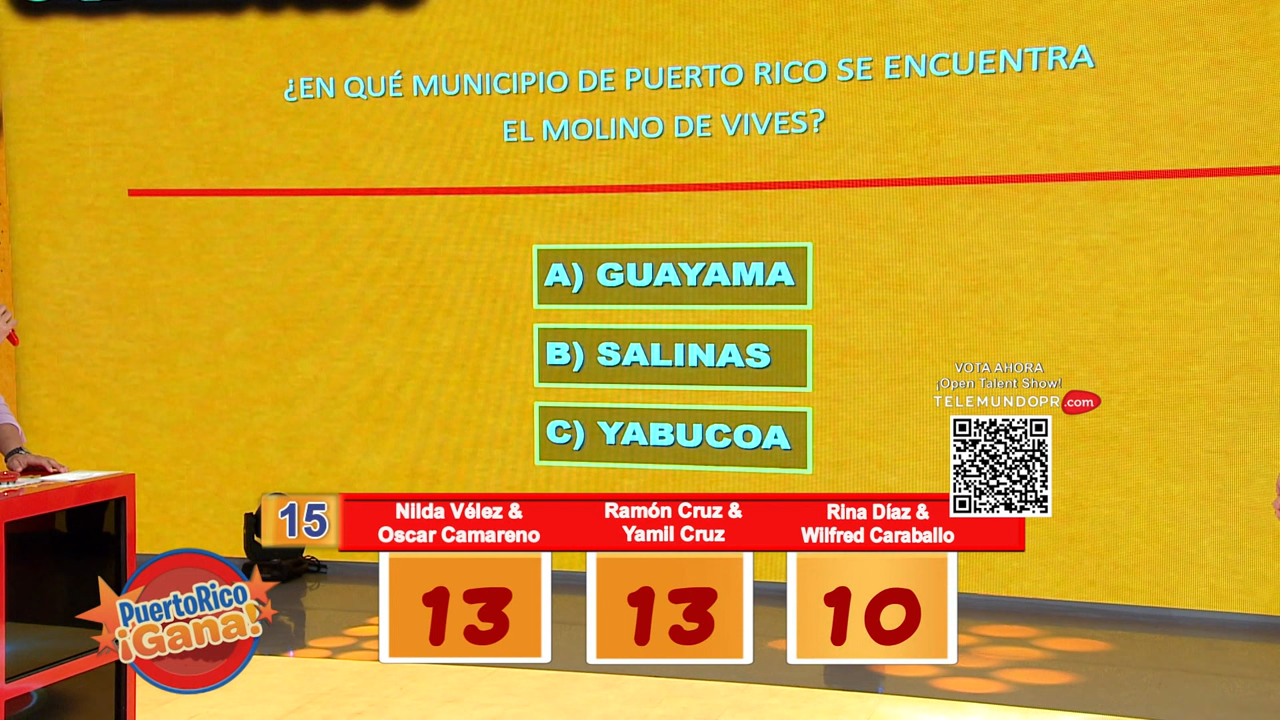 ¿EN QUÉ MUNICIPIO DE PUERTO RICO SE ENCUENTRA
EL MOLINO DE VIVES?
A) GUAYAMA
B) SALINAS
C) YABUCOA
VOTA AHORA
¡Open Talent Show!
TELEMUNDOPR.com
15
Nilda Vélez &
Oscar Camareno
Ramón Cruz &
Yamil Cruz
Rina Díaz &
Wilfred Caraballo
13
13
10
PuertoRico
¡Gana!